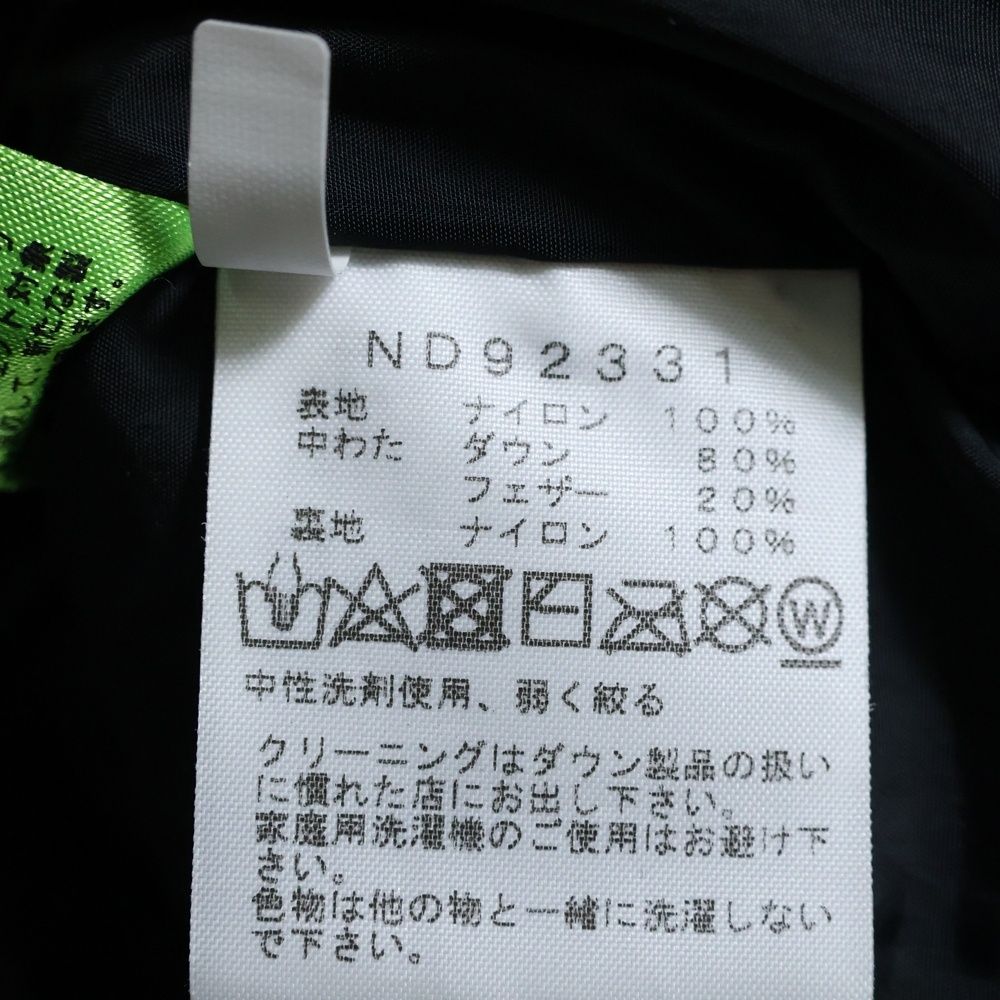 ND92331
表地 ナイロン 100%
中わた ダウン 80%
フェザー 20%
裏地 ナイロン 100%
W
中性洗剤使用、弱く絞る
クリーニングはダウン製品の扱い
に慣れた店にお出し下さい。
家庭用洗濯機のご使用はお避け下
さい。
色物は他の物と一緒に洗濯しない
で下さい。